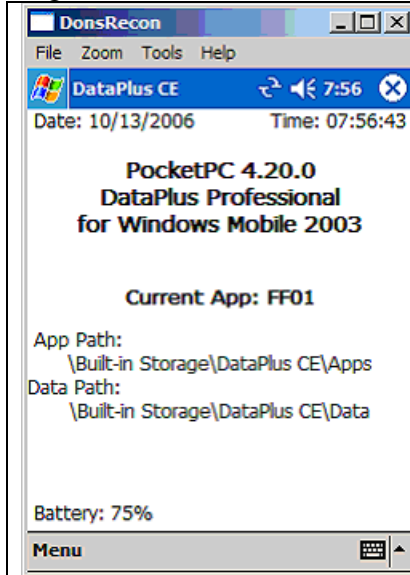 DonsRecon
File Zoom Tools Help
DataPlus CE 7:56
Date: 10/13/2006 Time: 07:56:43
PocketPC 4.20.0
DataPlus Professional
for Windows Mobile 2003
Current App: FF01
App Path:
\Built-in Storage\DataPlus CE\Apps
Data Path:
\Built-in Storage\DataPlus CE\Data
Battery: 75%
Menu